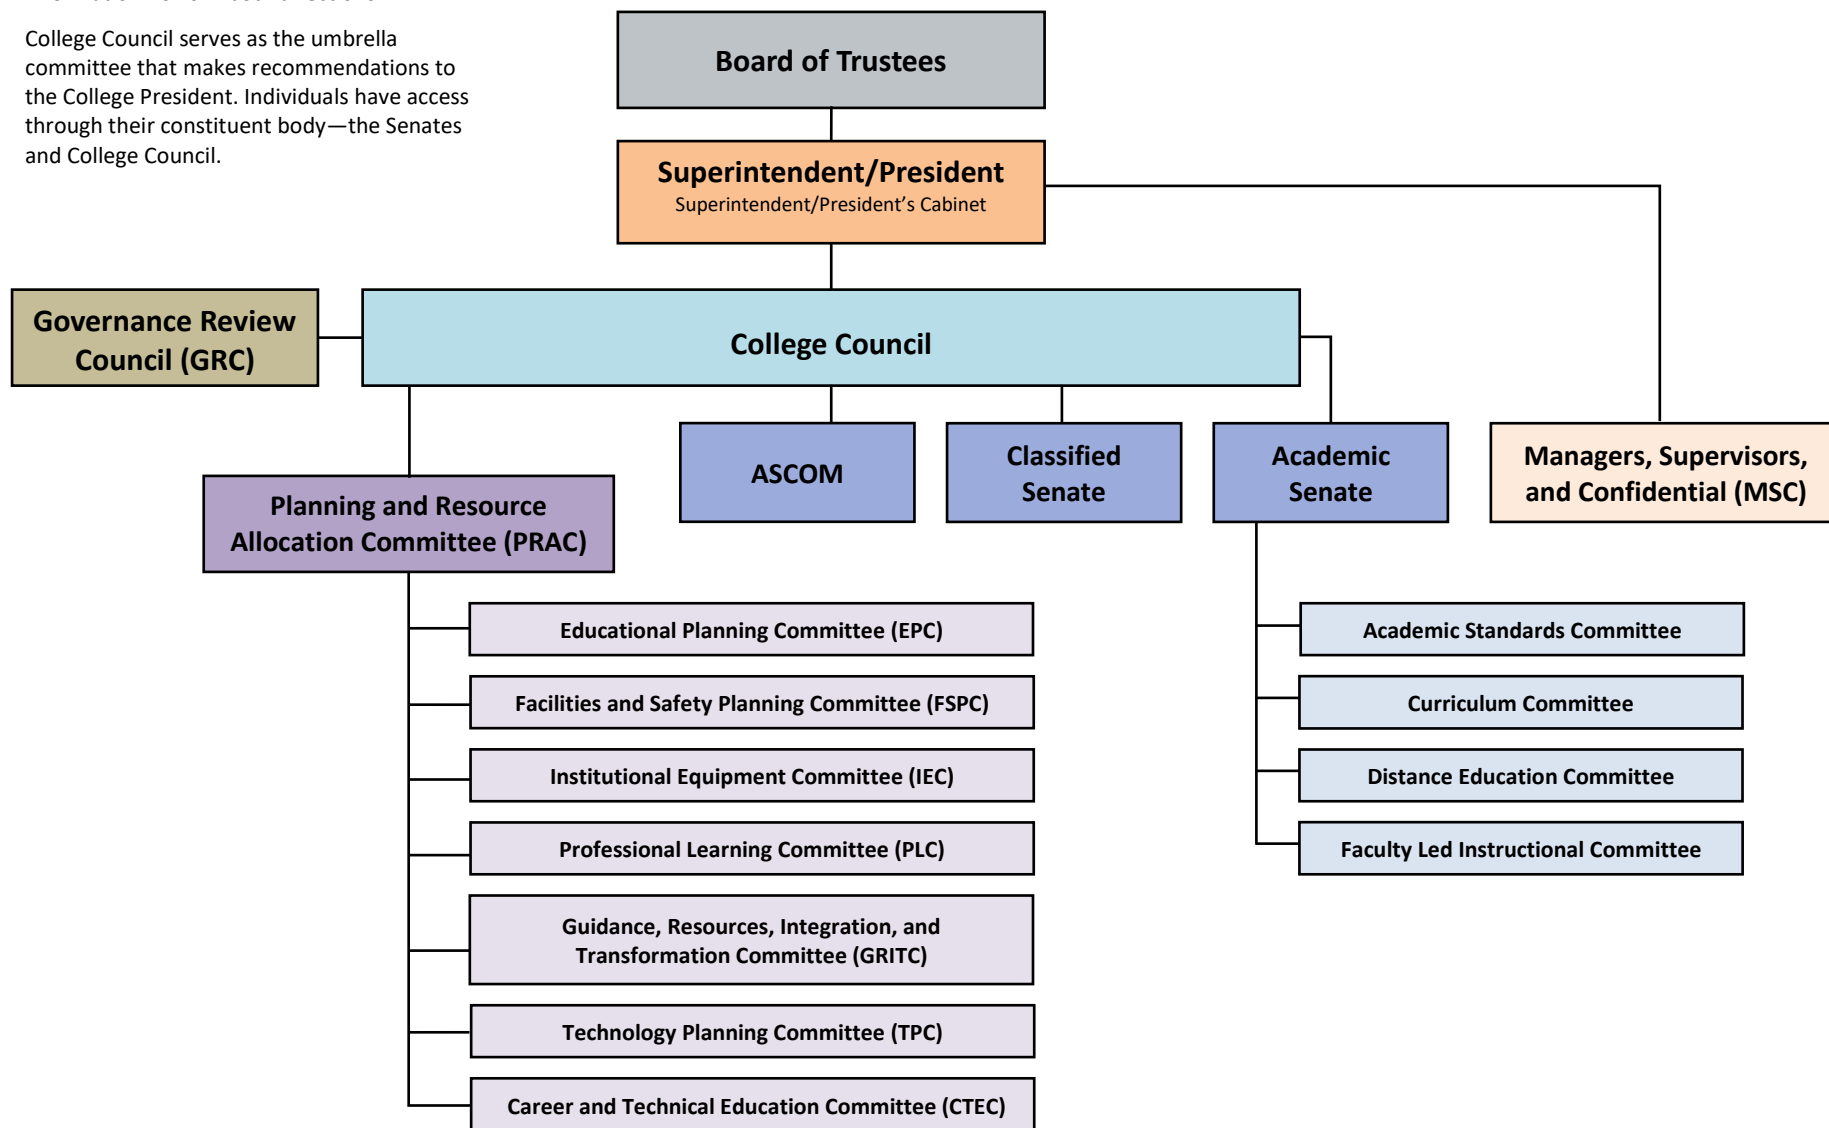 College Council serves as the umbrella
committee that makes recommendations to
the College President. Individuals have access
through their constituent body—the Senates
and College Council.
Board of Trustees
Superintendent/President
Superintendent/President’s Cabinet
Governance Review
Council (GRC)
College Council
ASCOM
Classified
Senate
Academic
Senate
Managers, Supervisors,
and Confidential (MSC)
Planning and Resource
Allocation Committee (PRAC)
Educational Planning Committee (EPC)
Facilities and Safety Planning Committee (FSPC)
Institutional Equipment Committee (IEC)
Professional Learning Committee (PLC)
Guidance, Resources, Integration, and
Transformation Committee (GRITC)
Technology Planning Committee (TPC)
Career and Technical Education Committee (CTEC)
Academic Standards Committee
Curriculum Committee
Distance Education Committee
Faculty Led Instructional Committee